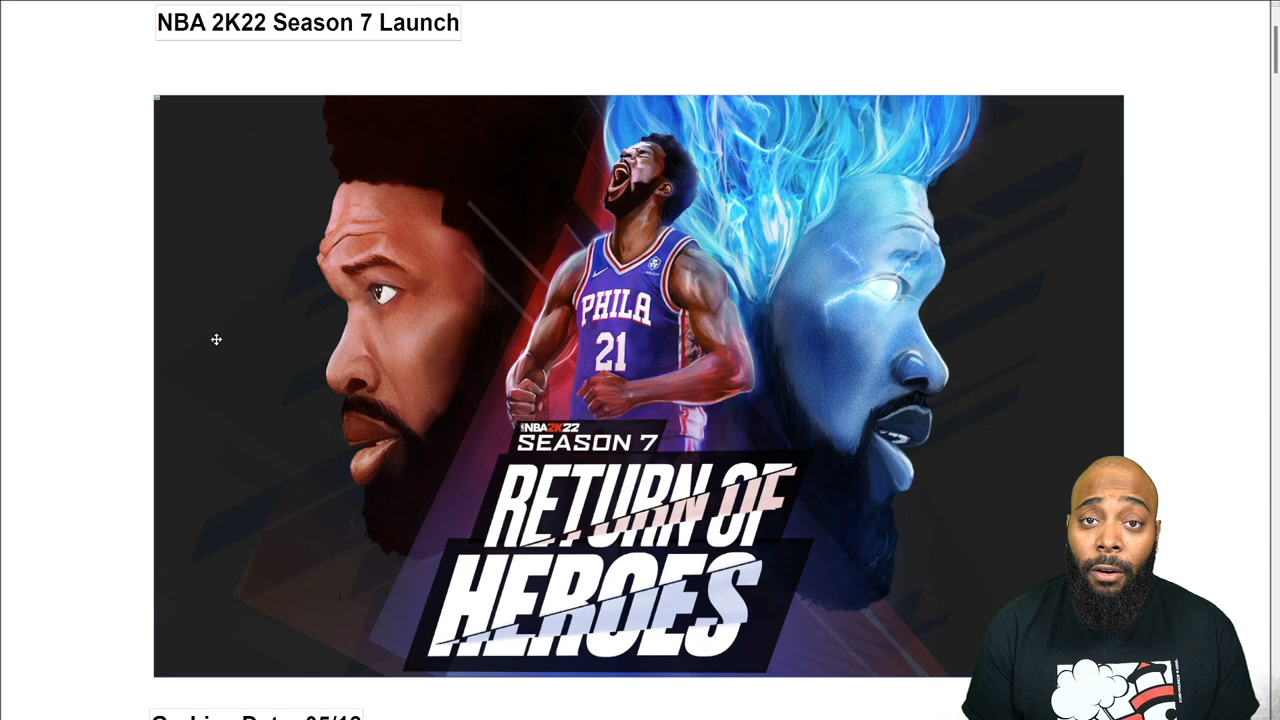 NBA 2K22 Season 7 Launch
PHILA
21
NBA2K22
SEASON 7
RETURN OF
HEROES